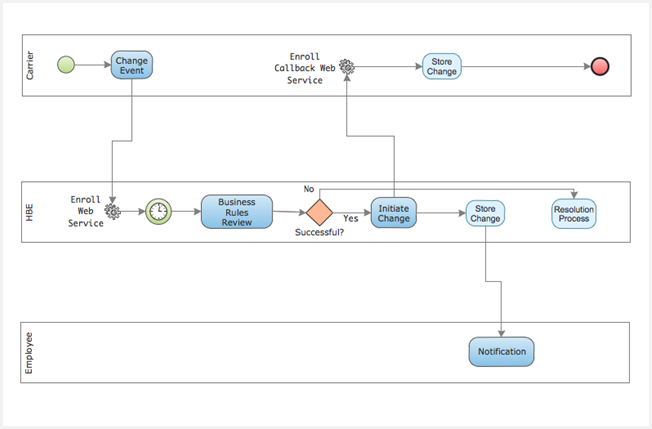 Carrier
Change
Event
Enroll
Callback Web
Service
Store
Change
HBE
Enroll
Web
Service
Business
Rules
Review
No
Yes
Successful?
Initiate
Change
Store
Change
Resolution
Process
Employee
Notification